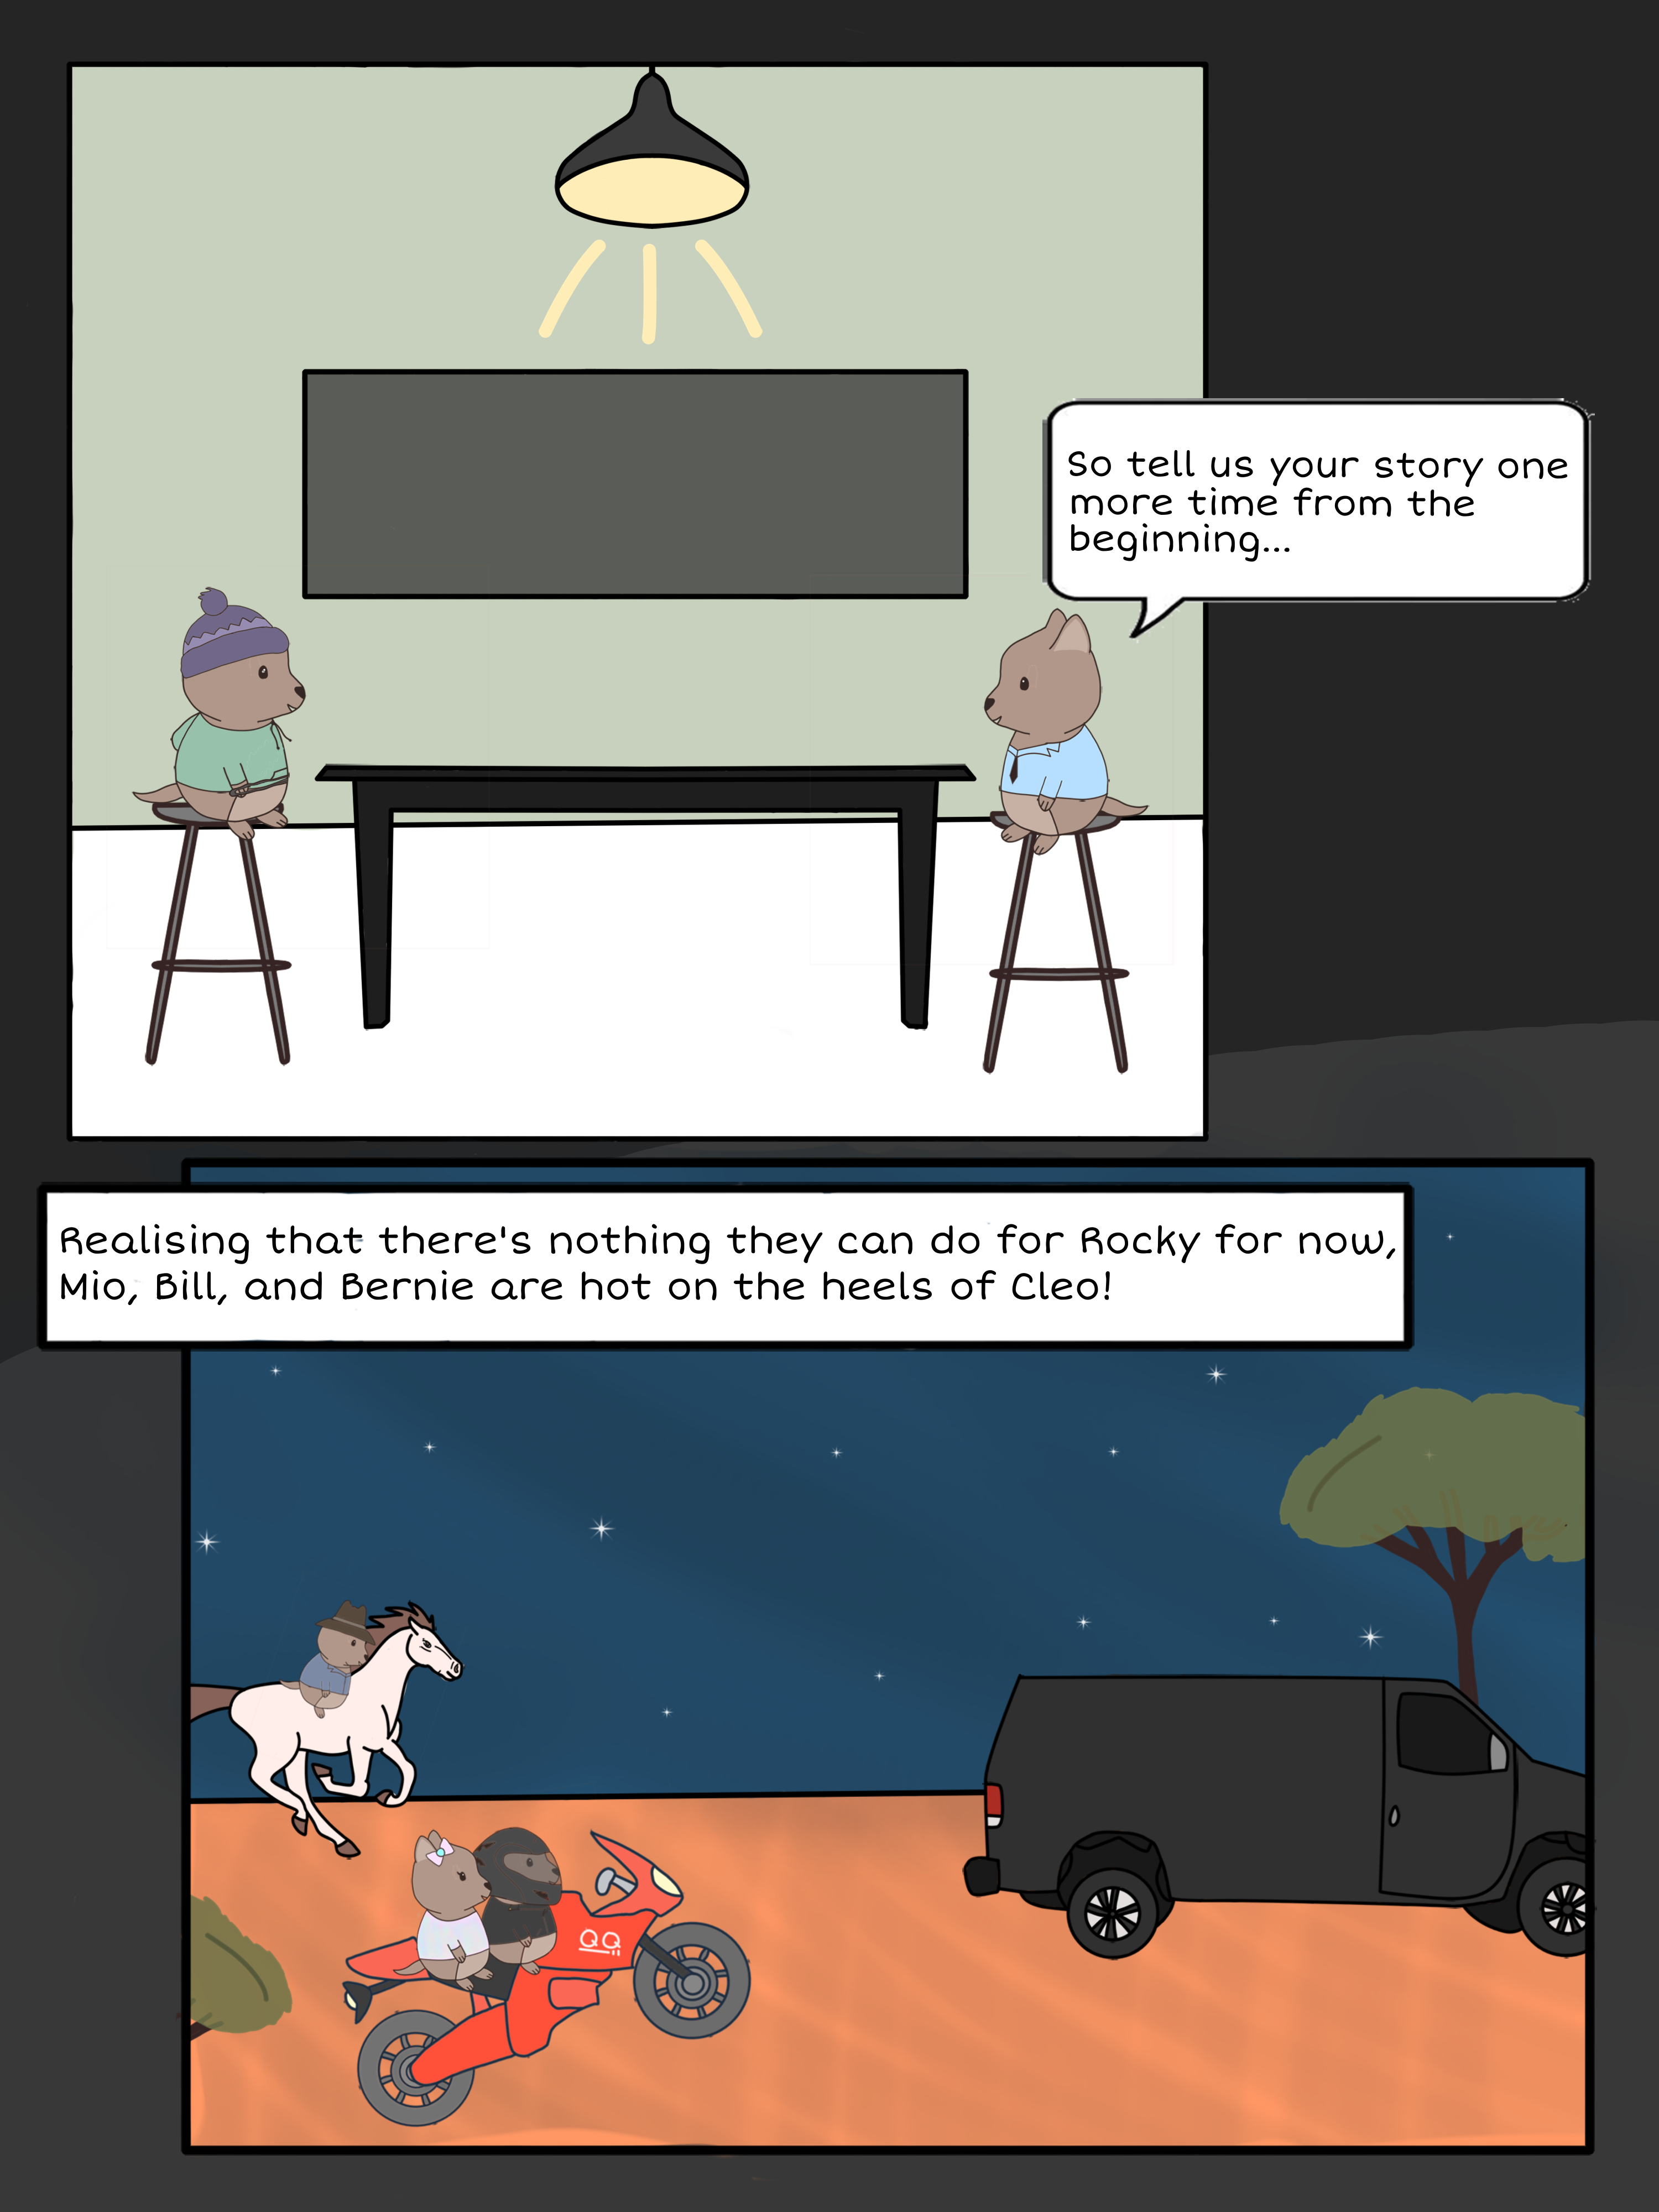 So tell us your story one
more time from the
beginning...
Realising that there's nothing they can do for Rocky for now,
Mio, Bill, and Bernie are hot on the heels of Cleo!
QQ